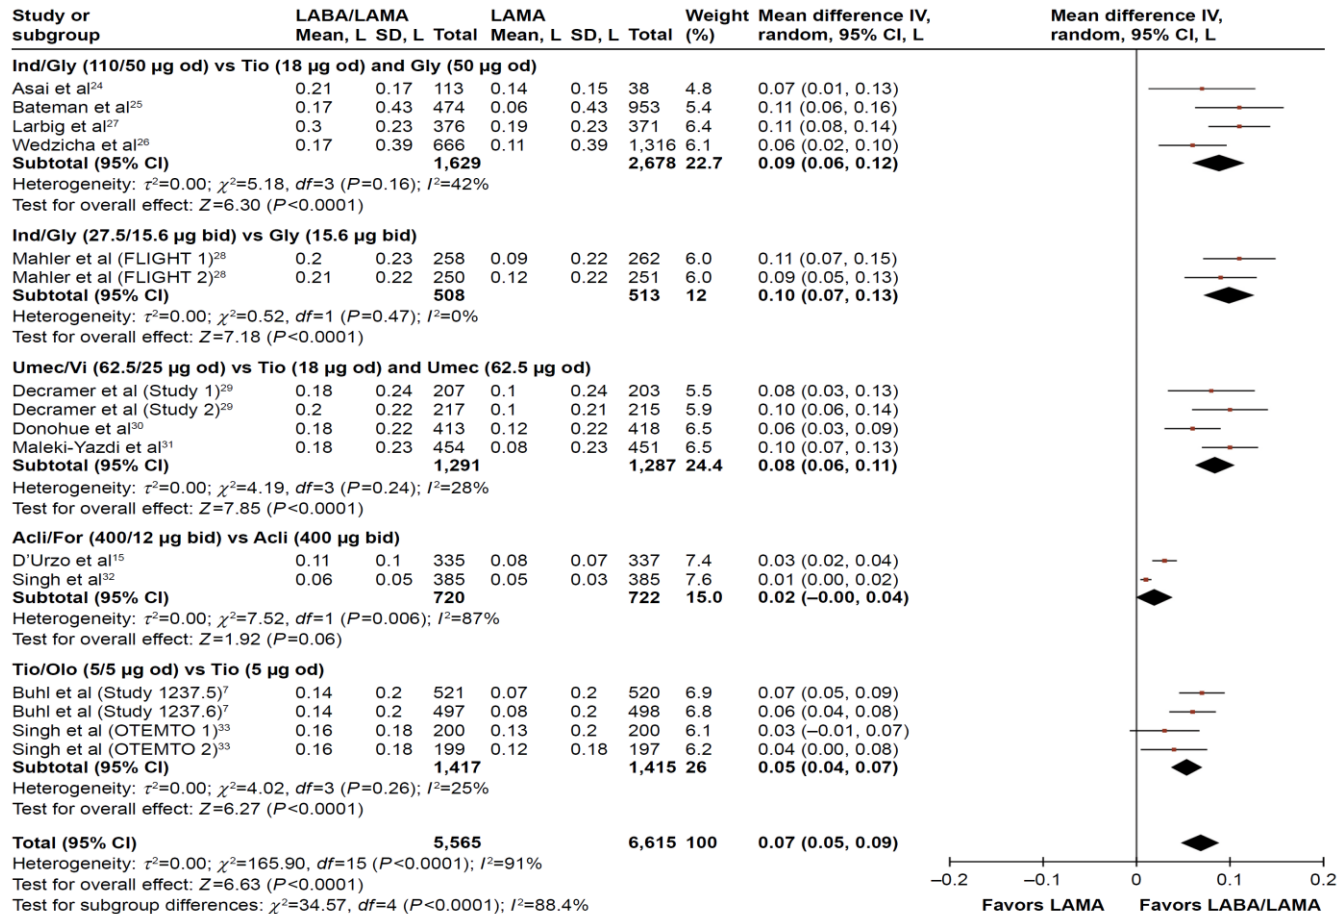 Study or subgroup LABA/LAMA LAMA Weight (%) Mean difference IV, random, 95% CI, L Mean difference IV, random, 95% CI, L
Mean, L SD, L Total Mean, L SD, L Total
Ind/Gly (110/50 µg od) vs Tio (18 µg od) and Gly (50 µg od)
Asai et al²⁴ 0.21 0.17 113 0.14 0.15 38 4.8 0.07 (0.01, 0.13)
Bateman et al²⁵ 0.17 0.43 474 0.06 0.43 953 5.4 0.11 (0.06, 0.16)
Larbig et al²⁷ 0.3 0.23 376 0.19 0.23 371 6.4 0.11 (0.08, 0.14)
Wedzicha et al²⁶ 0.17 0.39 666 0.11 0.39 1,316 6.1 0.06 (0.02, 0.10)
Subtotal (95% CI) 1,629 2,678 22.7 0.09 (0.06, 0.12)
Heterogeneity: τ²=0.00; χ²=5.18, df=3 (P=0.16); I²=42%
Test for overall effect: Z=6.30 (P<0.0001)
Ind/Gly (27.5/15.6 µg bid) vs Gly (15.6 µg bid)
Mahler et al (FLIGHT 1)²⁸ 0.2 0.23 258 0.09 0.22 262 6.0 0.11 (0.07, 0.15)
Mahler et al (FLIGHT 2)²⁸ 0.21 0.22 250 0.12 0.22 251 6.0 0.09 (0.05, 0.13)
Subtotal (95% CI) 508 513 12 0.10 (0.07, 0.13)
Heterogeneity: τ²=0.00; χ²=0.52, df=1 (P=0.47); I²=0%
Test for overall effect: Z=7.18 (P<0.0001)
Umec/Vi (62.5/25 µg od) vs Tio (18 µg od) and Umec (62.5 µg od)
Decramer et al (Study 1)²⁹ 0.18 0.24 207 0.1 0.24 203 5.5 0.08 (0.03, 0.13)
Decramer et al (Study 2)²⁹ 0.2 0.22 217 0.1 0.21 215 5.9 0.10 (0.06, 0.14)
Donohue et al³⁰ 0.18 0.22 413 0.12 0.22 418 6.5 0.06 (0.03, 0.09)
Maleki-Yazdi et al³¹ 0.18 0.23 454 0.08 0.23 451 6.5 0.10 (0.07, 0.13)
Subtotal (95% CI) 1,291 1,287 24.4 0.08 (0.06, 0.11)
Heterogeneity: τ²=0.00; χ²=4.19, df=3 (P=0.24); I²=28%
Test for overall effect: Z=7.85 (P<0.0001)
Acli/For (400/12 µg bid) vs Acli (400 µg bid)
D'Urzo et al¹⁵ 0.11 0.1 335 0.08 0.07 337 7.4 0.03 (0.02, 0.04)
Singh et al³² 0.06 0.05 385 0.05 0.03 385 7.6 0.01 (0.00, 0.02)
Subtotal (95% CI) 720 722 15.0 0.02 (–0.00, 0.04)
Heterogeneity: τ²=0.00; χ²=7.52, df=1 (P=0.006); I²=87%
Test for overall effect: Z=1.92 (P=0.06)
Tio/Olo (5/5 µg od) vs Tio (5 µg od)
Buhl et al (Study 1237.5)⁷ 0.14 0.2 521 0.07 0.2 520 6.9 0.07 (0.05, 0.09)
Buhl et al (Study 1237.6)⁷ 0.14 0.2 497 0.08 0.2 498 6.8 0.06 (0.04, 0.08)
Singh et al (OTEMTO 1)³³ 0.16 0.18 200 0.13 0.2 200 6.1 0.03 (–0.01, 0.07)
Singh et al (OTEMTO 2)³³ 0.16 0.18 199 0.12 0.18 197 6.2 0.04 (0.00, 0.08)
Subtotal (95% CI) 1,417 1,415 26 0.05 (0.04, 0.07)
Heterogeneity: τ²=0.00; χ²=4.02, df=3 (P=0.26); I²=25%
Test for overall effect: Z=6.27 (P<0.0001)
Total (95% CI) 5,565 6,615 100 0.07 (0.05, 0.09)
Heterogeneity: τ²=0.00; χ²=165.90, df=15 (P<0.0001); I²=91%
Test for overall effect: Z=6.63 (P<0.0001)
Test for subgroup differences: χ²=34.57, df=4 (P<0.0001); I²=88.4%
–0.2 –0.1 0 0.1 0.2
Favors LAMA Favors LABA/LAMA